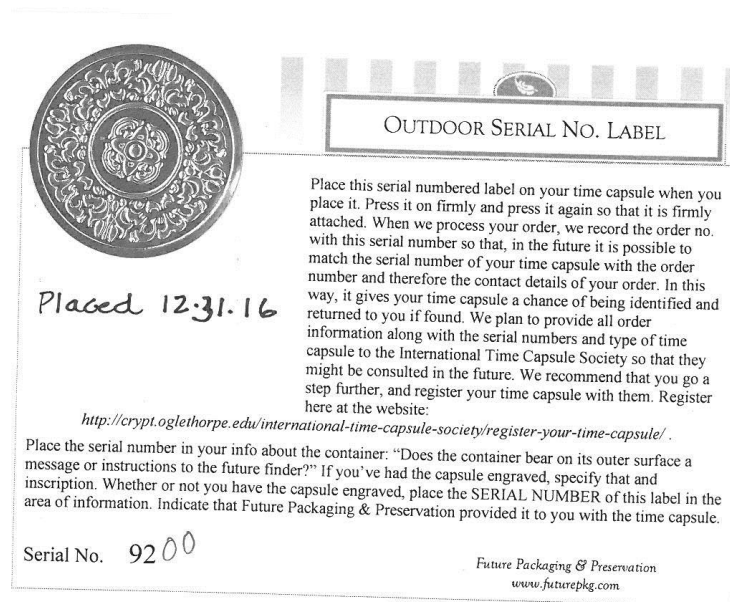 OUTDOOR SERIAL NO. LABEL
Place this serial numbered label on your time capsule when you
place it. Press it on firmly and press it again so that it is firmly
attached. When we process your order, we record the order no.
with this serial number so that, in the future it is possible to
match the serial number of your time capsule with the order
number and therefore the contact details of your order. In this
way, it gives your time capsule a chance of being identified and
returned to you if found. We plan to provide all order
information along with the serial numbers and type of time
capsule to the International Time Capsule Society so that they
might be consulted in the future. We recommend that you go a
step further, and register your time capsule with them. Register
here at the website:
Placed 12.31.16
http://crypt.oglethorpe.edu/international-time-capsule-society/register-your-time-capsule/ .
Place the serial number in your info about the container: “Does the container bear on its outer surface a
message or instructions to the future finder?” If you’ve had the capsule engraved, specify that and
inscription. Whether or not you have the capsule engraved, place the SERIAL NUMBER of this label in the
area of information. Indicate that Future Packaging & Preservation provided it to you with the time capsule.
Serial No. 9200
Future Packaging & Preservation
www.futurepkg.com